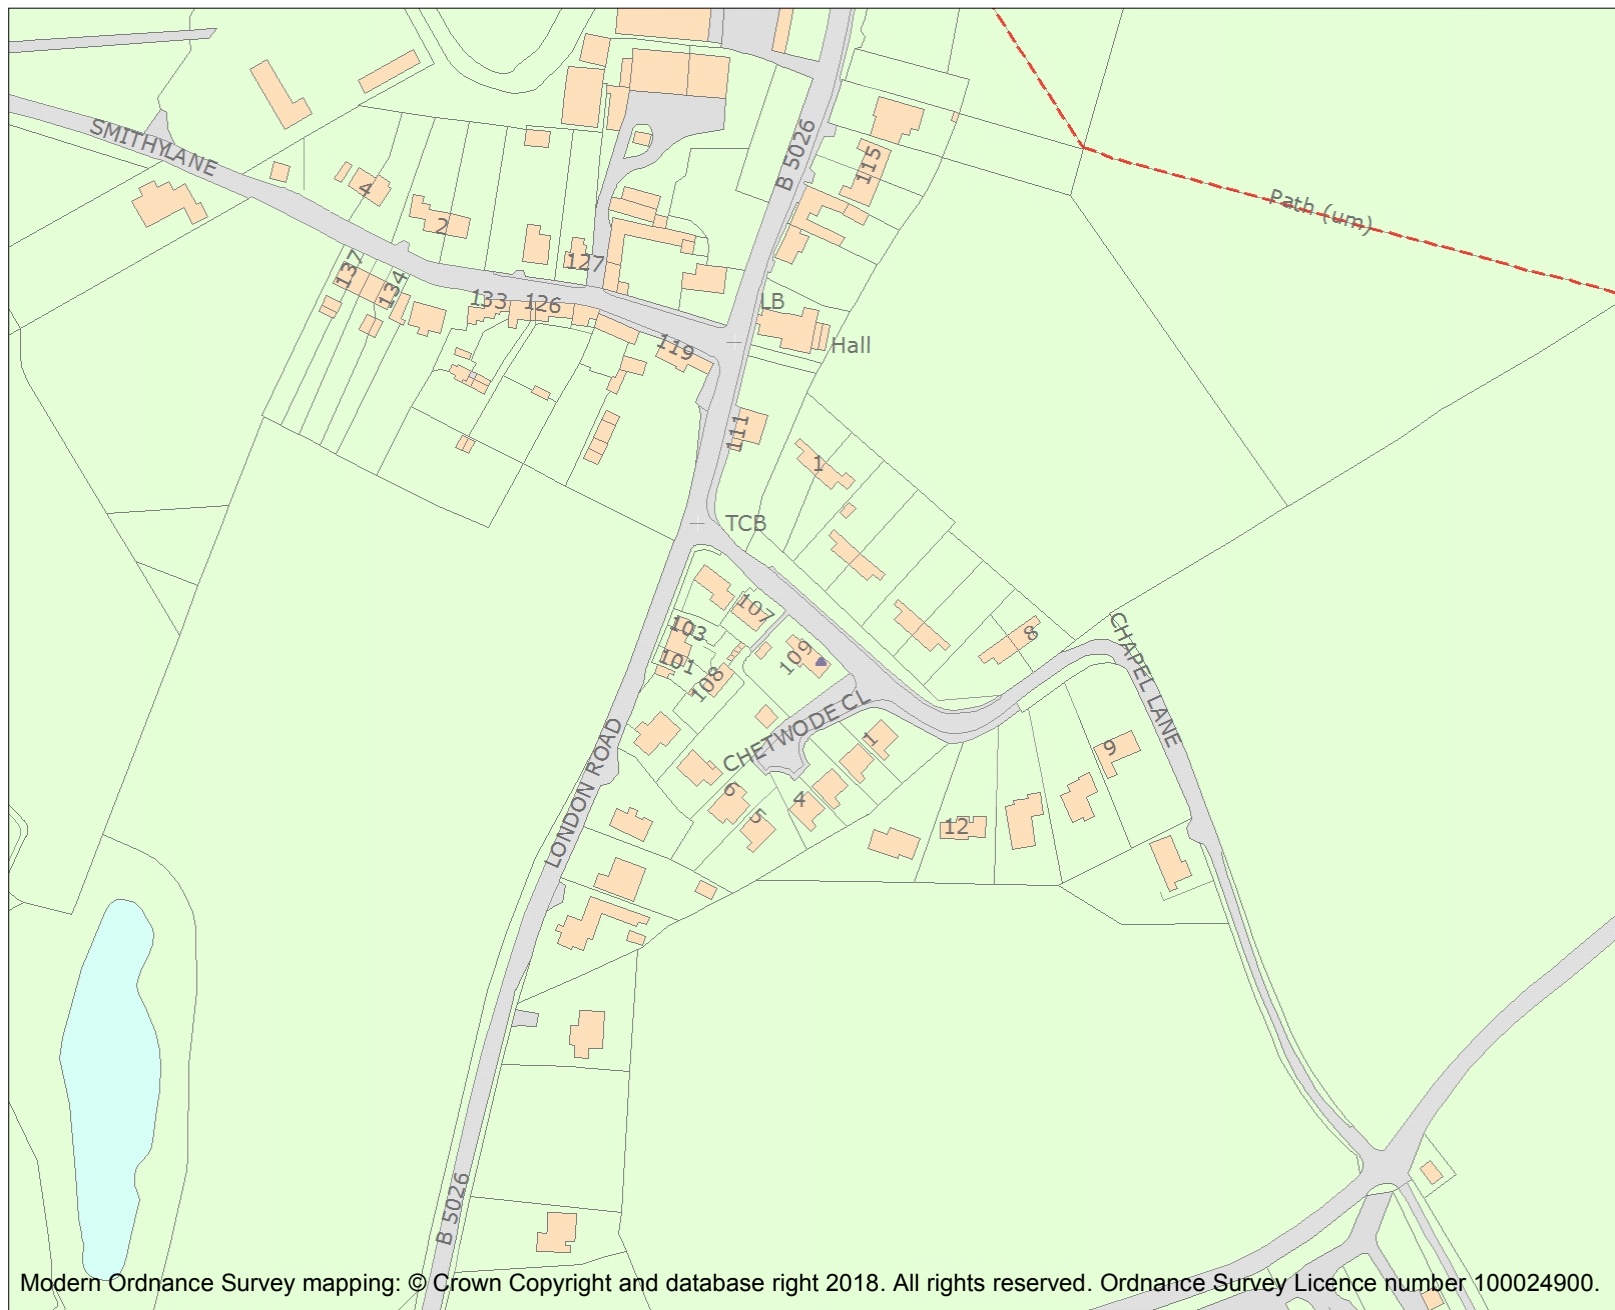 SMITHYLANE
B 5026
115
Path (um)
4
2
137
134
127
133
126
LB
Hall
119
111
1
TCB
107
103
101
109
108
8
CHAPEL LANE
CHETWODE CL
LONDON ROAD
1
9
6
5
4
12
B 5026
Modern Ordnance Survey mapping: © Crown Copyright and database right 2018. All rights reserved. Ordnance Survey Licence number 100024900.